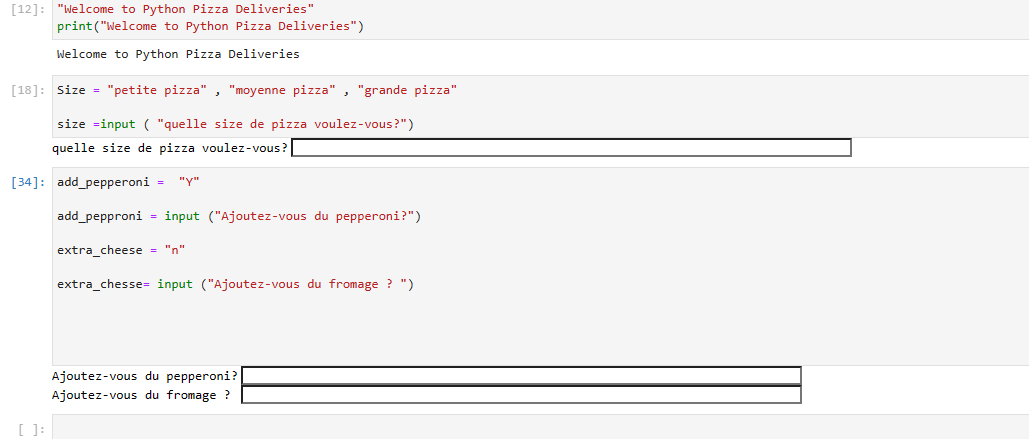 [12]: "Welcome to Python Pizza Deliveries"
print("Welcome to Python Pizza Deliveries")
Welcome to Python Pizza Deliveries
[18]: Size = "petite pizza" , "moyenne pizza" , "grande pizza"
size =input ( "quelle size de pizza voulez-vous?")
quelle size de pizza voulez-vous?
[34]: add_pepperoni =  "Y"
add_pepproni = input ("Ajoutez-vous du pepperoni?")
extra_cheese = "n"
extra_chesse= input ("Ajoutez-vous du fromage ? ")
Ajoutez-vous du pepperoni?
Ajoutez-vous du fromage ?
[ ]: